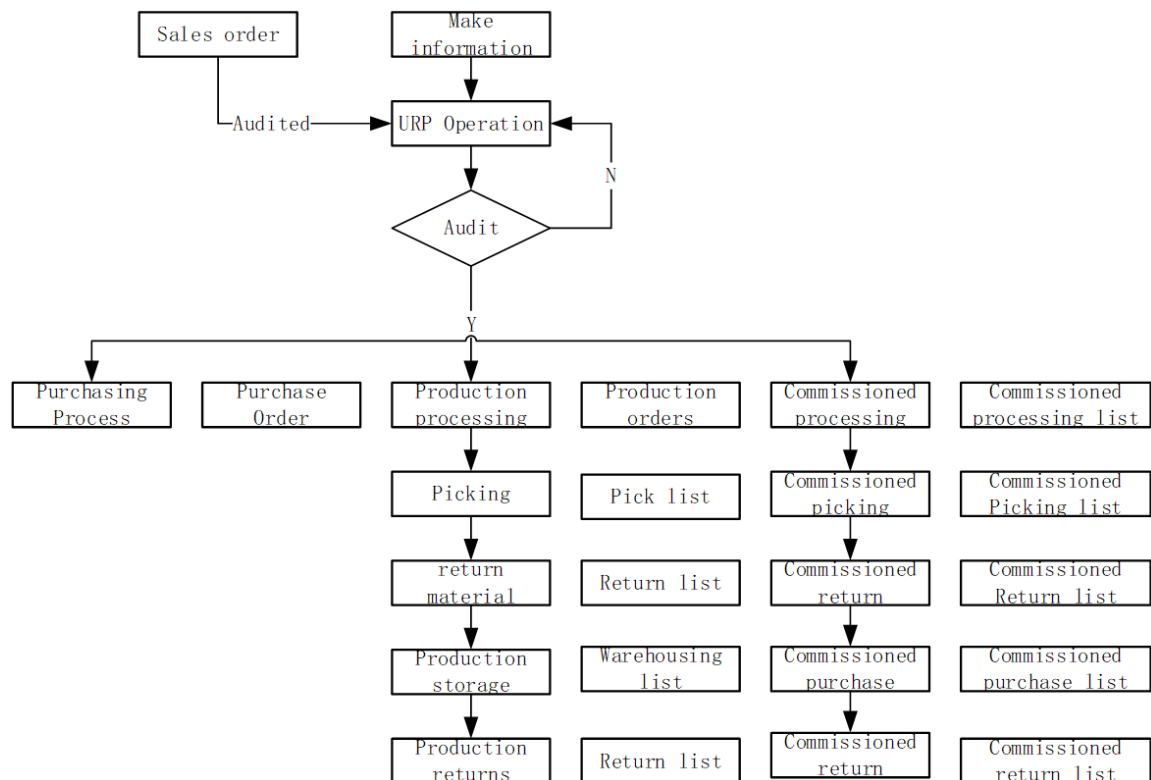 Sales order
Make
information
Audited
URP Operation
N
Audit
Y
Purchasing
Process
Purchase
Order
Production
processing
Production
orders
Commissioned
processing
Commissioned
processing list
Picking
Pick list
Commissioned
picking
Commissioned
Picking list
return
material
Return list
Commissioned
return
Commissioned
Return list
Production
storage
Warehousing
list
Commissioned
purchase
Commissioned
purchase list
Production
returns
Return list
Commissioned
return
Commissioned
return list